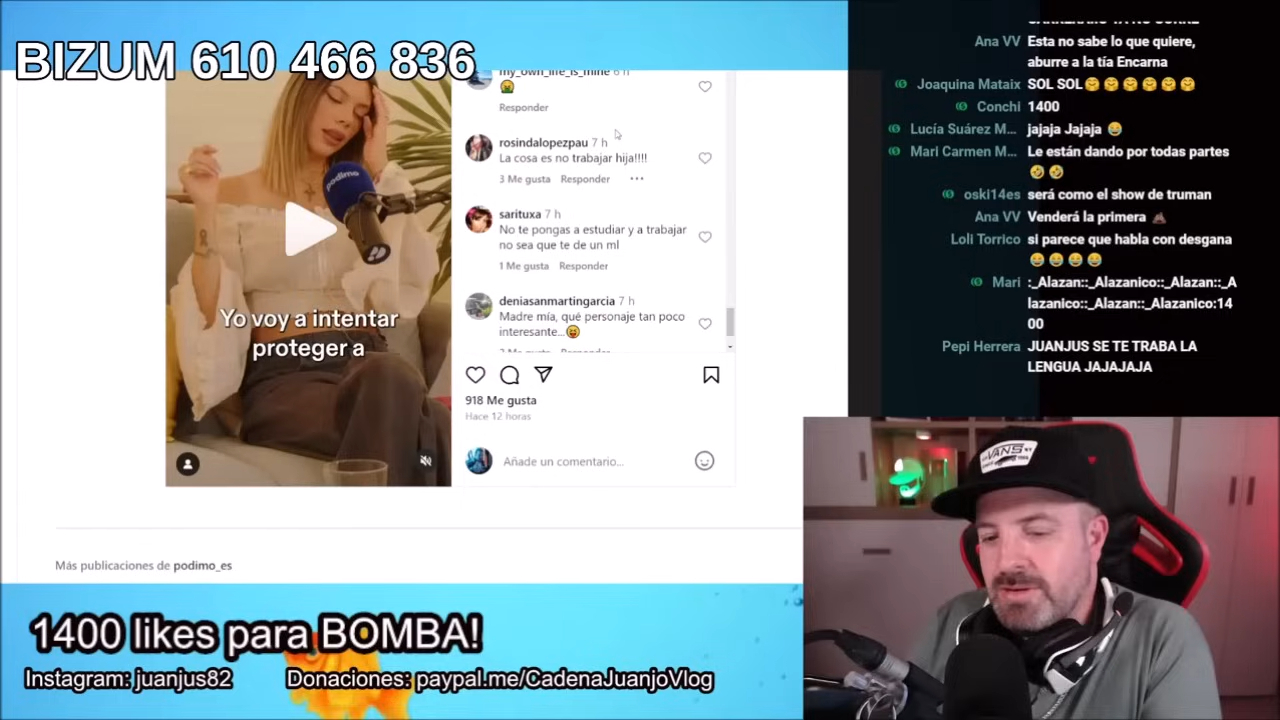 BIZUM 610 466 836
my_own_life_is_mine 6 h
Responder
rosindalopezpau 7 h
La cosa es no trabajar hija!!!!
3 Me gusta Responder •••
sarituxa 7 h
No te pongas a estudiar y a trabajar
no sea que te de un ml
1 Me gusta Responder
deniasanmartingarcia 7 h
Madre mía, qué personaje tan poco
interesante...😛
918 Me gusta
Hace 12 horas
Añade un comentario...
podimo
Yo voy a intentar
proteger a
Más publicaciones de podimo_es
1400 likes para BOMBA!
Instagram: juanjus82 Donaciones: paypal.me/CadenaJuanjoVlog
Ana VV Esta no sabe lo que quiere,
aburre a la tía Encarna
Joaquina Mataix SOL SOL🤗🤗🤗🤗🤗🤗
Conchi 1400
Lucía Suárez M... jajaja Jajaja 😂
Mari Carmen M... Le están dando por todas partes
🤣🤣
oski14es será como el show de truman
Ana VV Venderá la primera 💩
Loli Torrico si parece que habla con desgana
😂😂😂😂
Mari :_Alazan::_Alazanico::_Alazan::_A
lazanico::_Alazan::_Alazanico:14
00
Pepi Herrera JUANJUS SE TE TRABA LA
LENGUA JAJAJAJA
VANS